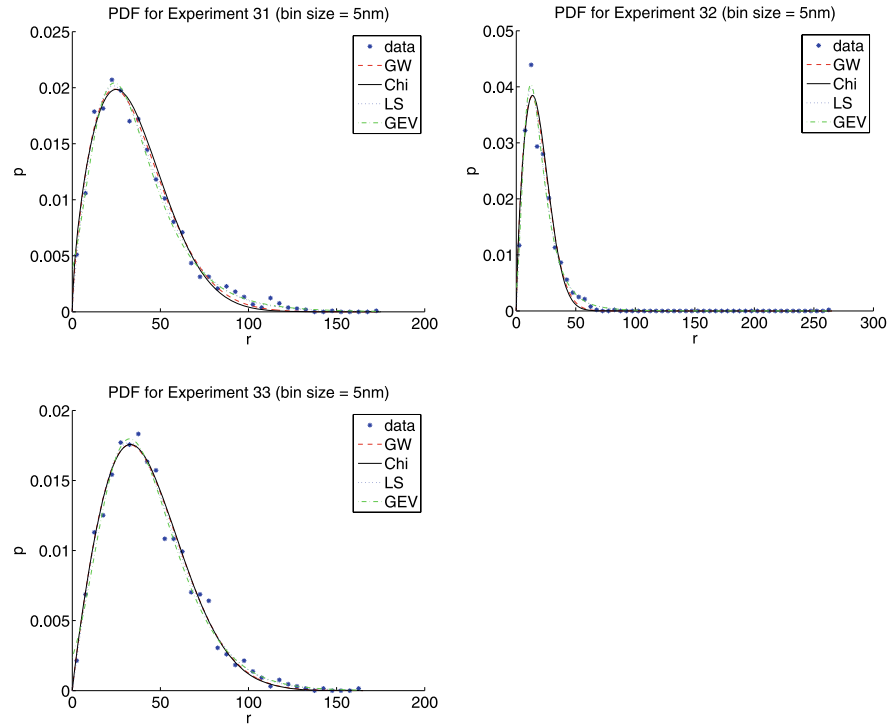 PDF for Experiment 31 (bin size = 5nm)
0.025
0.02
0.015
0.01
0.005
0
p
0
50
100
150
200
r
data
GW
Chi
LS
GEV
PDF for Experiment 32 (bin size = 5nm)
0.05
0.04
0.03
0.02
0.01
0
p
0
50
100
150
200
250
300
r
data
GW
Chi
LS
GEV
PDF for Experiment 33 (bin size = 5nm)
0.02
0.015
0.01
0.005
0
p
0
50
100
150
200
r
data
GW
Chi
LS
GEV